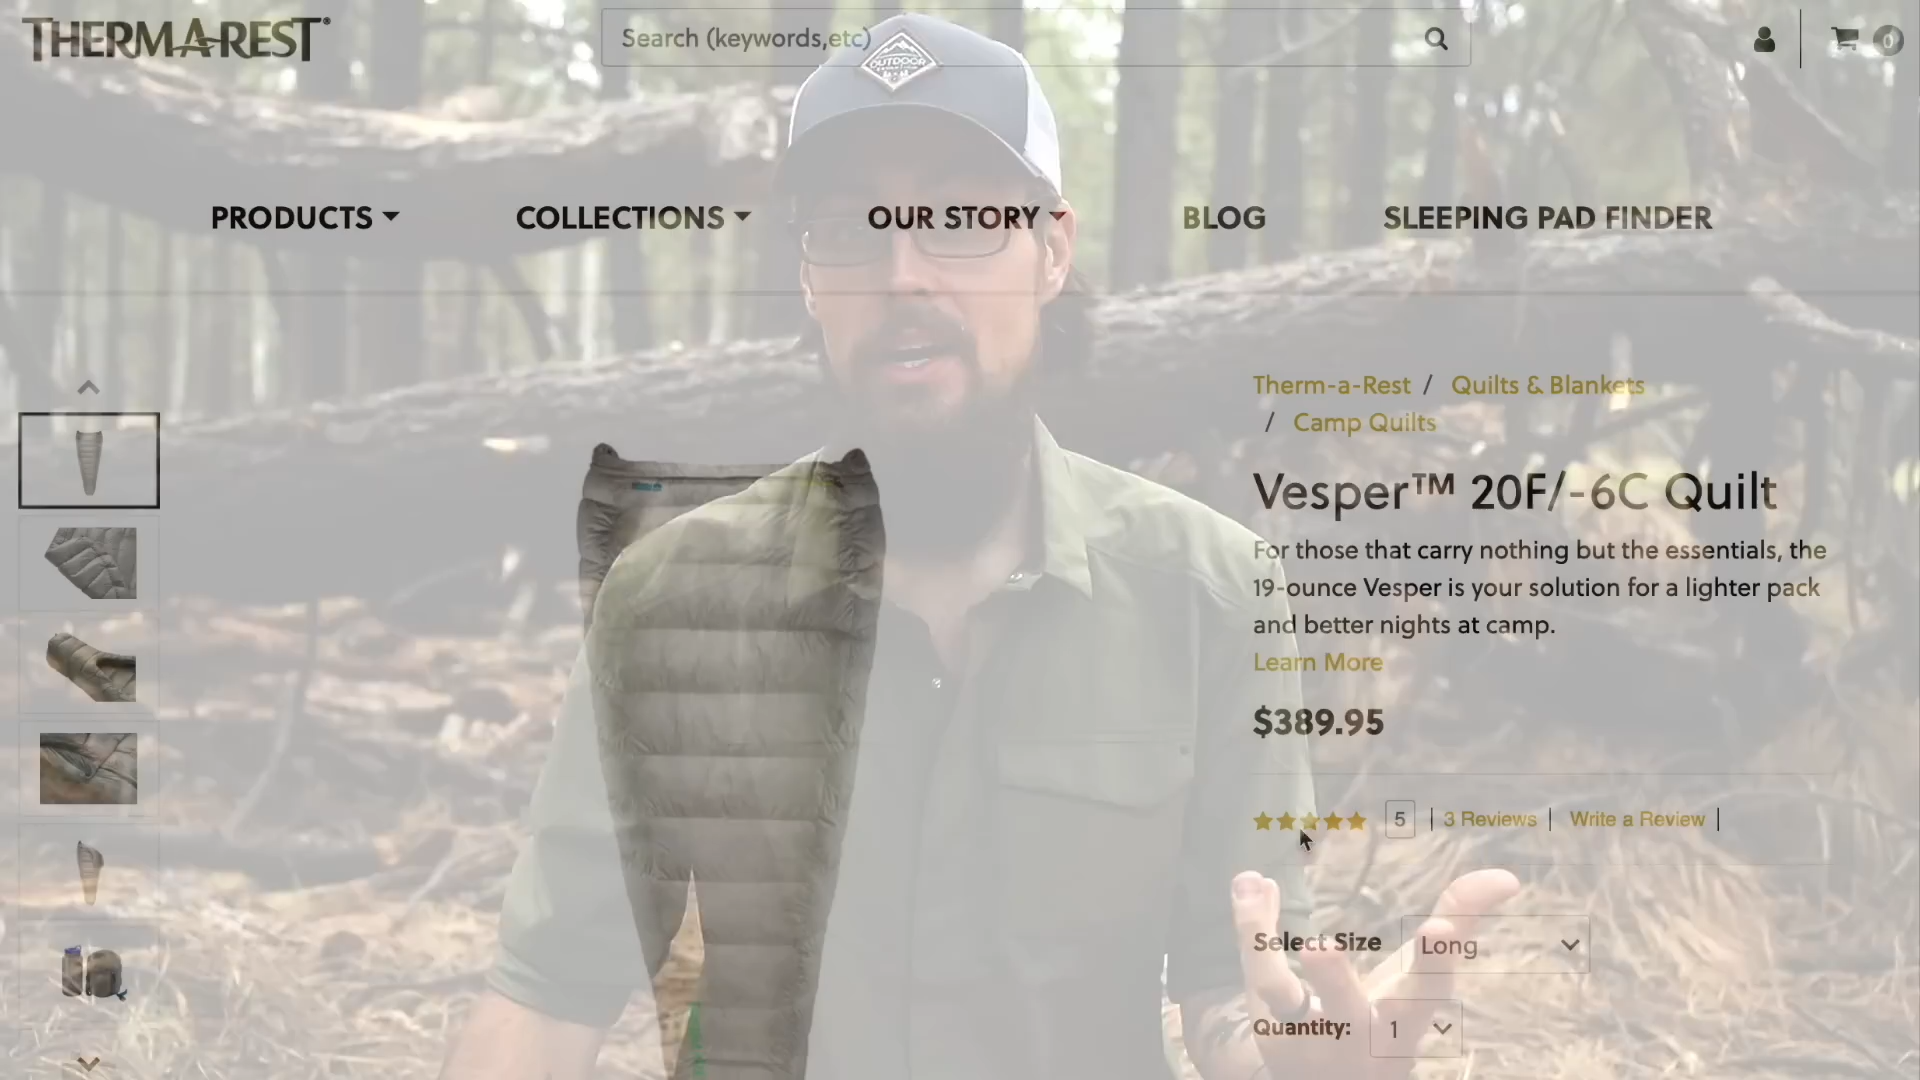 THERMAREST®
Search (keywords,etc)
0
OUTDOOR
PRODUCTS
COLLECTIONS
OUR STORY
BLOG
SLEEPING PAD FINDER
Therm-a-Rest / Quilts & Blankets
/ Camp Quilts
Vesper™ 20F/-6C Quilt
For those that carry nothing but the essentials, the
19-ounce Vesper is your solution for a lighter pack
and better nights at camp.
Learn More
$389.95
5 | 3 Reviews | Write a Review |
Select Size Long
Quantity: 1